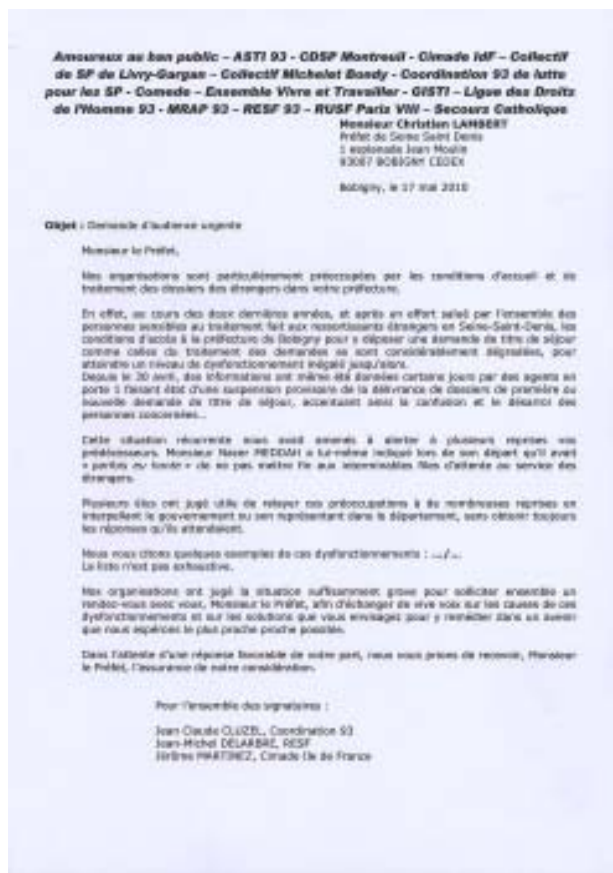 Amoureux au ban public – ASTI 93 - CDSP Montreuil - Cimade IdF – Collectif
de SP de Livry-Gargan – Collectif Michelet Bondy - Coordination 93 de lutte
pour les SP - Comede – Ensemble Vivre et Travailler - GISTI – Ligue des Droits
de l'Homme 93 - MRAP 93 – RESF 93 – RUSF Paris VIII – Secours Catholique
Monsieur Christian LAMBERT
Préfet de Seine Saint Denis
1 esplanade Jean Moulin
93007 BOBIGNY CEDEX
Bobigny, le 17 mai 2010
Objet : Demande d'audience urgente
Monsieur le Préfet,
Nos organisations sont particulièrement préoccupées par les conditions d'accueil et de
traitement des dossiers des étrangers dans votre préfecture.
En effet, au cours des deux dernières années, et après un effort salué par l'ensemble des
personnes sensibles au traitement fait aux ressortissants étrangers en Seine-Saint-Denis, les
conditions d'accès à la préfecture de Bobigny pour y déposer une demande de titre de séjour
comme celles du traitement des demandes se sont considérablement dégradées, pour
atteindre un niveau de dysfonctionnement inégalé jusqu'alors.
Depuis le 30 avril, des informations ont même été données certains jours par des agents en
porte 1 faisant état d'une suspension provisoire de la délivrance de dossiers de première ou
nouvelle demande de titre de séjour, accentuant ainsi la confusion et le désarroi des
personnes concernées...
Cette situation récurrente nous avait amenés à alerter à plusieurs reprises vos
prédécesseurs. Monsieur Nacer MEDDAH a lui-même indiqué lors de son départ qu'il avait
« parfois eu honte » de ne pas mettre fin aux interminables files d'attente au service des
étrangers.
Plusieurs élus ont jugé utile de relayer ces préoccupations à de nombreuses reprises en
interpellant le gouvernement ou son représentant dans le département, sans obtenir toujours
les réponses qu'ils attendaient.
Nous vous citons quelques exemples de ces dysfonctionnements : .../...
La liste n'est pas exhaustive.
Nos organisations ont jugé la situation suffisamment grave pour solliciter ensemble un
rendez-vous avec vous, Monsieur le Préfet, afin d'échanger de vive voix sur les causes de ces
dysfonctionnements et sur les solutions que vous envisagez pour y remédier dans un avenir
que nous espérons le plus proche proche possible.
Dans l'attente d'une réponse favorable de votre part, nous vous prions de recevoir, Monsieur
le Préfet, l'assurance de notre considération.
Pour l'ensemble des signataires :
Jean-Claude CLUZEL, Coordination 93
Jean-Michel DELARBRE, RESF
Jérôme MARTINEZ, Cimade Ile de France